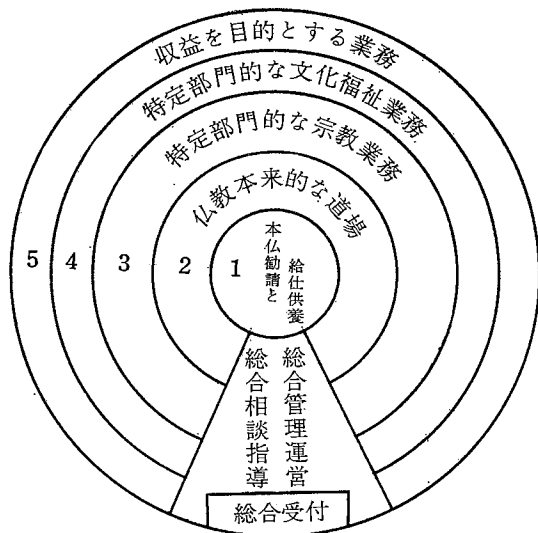 収益を目的とする業務
特定部門的な文化福祉業務
特定部門的な宗教業務
仏教本来的な道場
5 4 3 2 1
本仏勧請と
給仕供養
総合管理運営
総合相談指導
総合受付